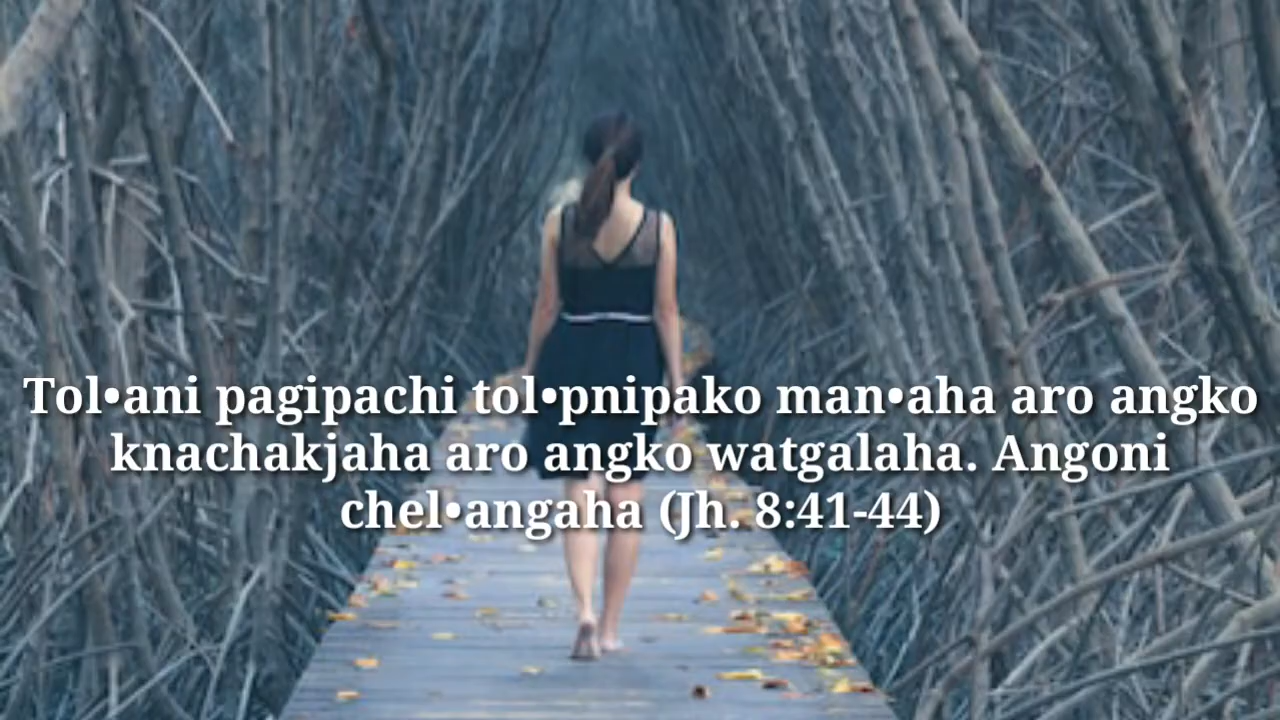 Tol•ani pagipachi tol•pnipako man•aha aro angko
knachakjaha aro angko watgalaha. Angoni
chel•angaha (Jh. 8:41-44)